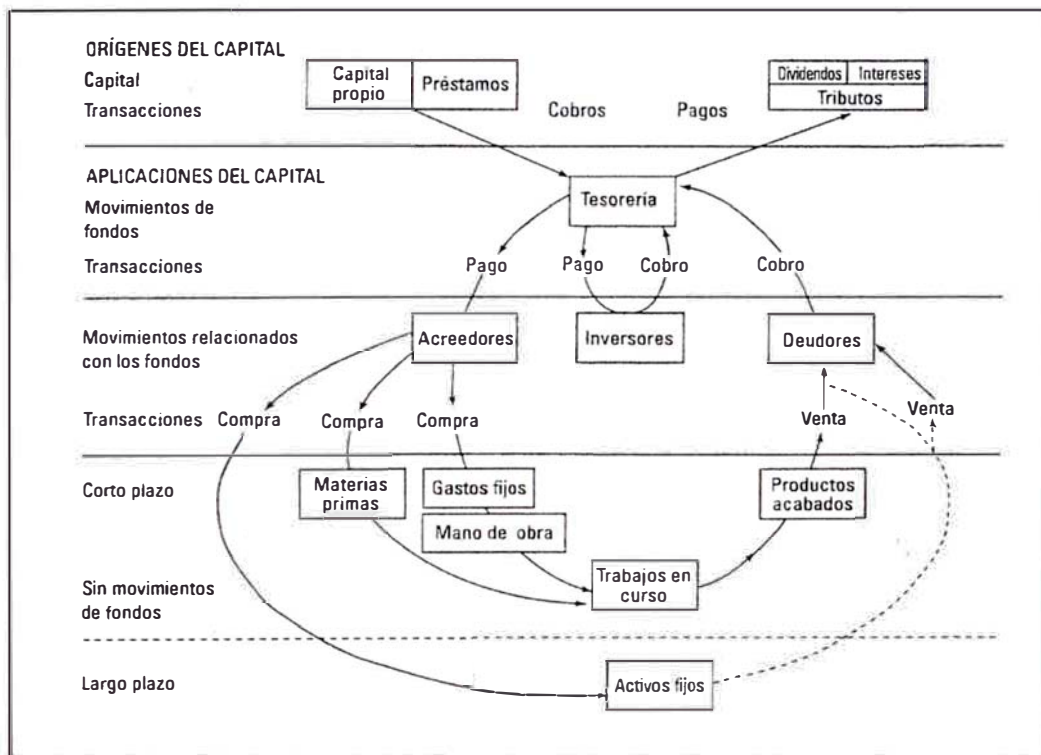 ORÍGENES DEL CAPITAL
Capital
Capital
propio
Préstamos
Dividendos
Intereses
Tributos
Transacciones
Cobros
Pagos
APLICACIONES DEL CAPITAL
Movimientos de
fondos
Tesorería
Transacciones
Pago
Pago
Cobro
Cobro
Movimientos relacionados
con los fondos
Acreedores
Inversores
Deudores
Transacciones
Compra
Compra
Compra
Venta
Venta
Corto plazo
Materias
primas
Gastos fijos
Mano de obra
Productos
acabados
Sin movimientos
de fondos
Trabajos en
curso
Largo plazo
Activos fijos